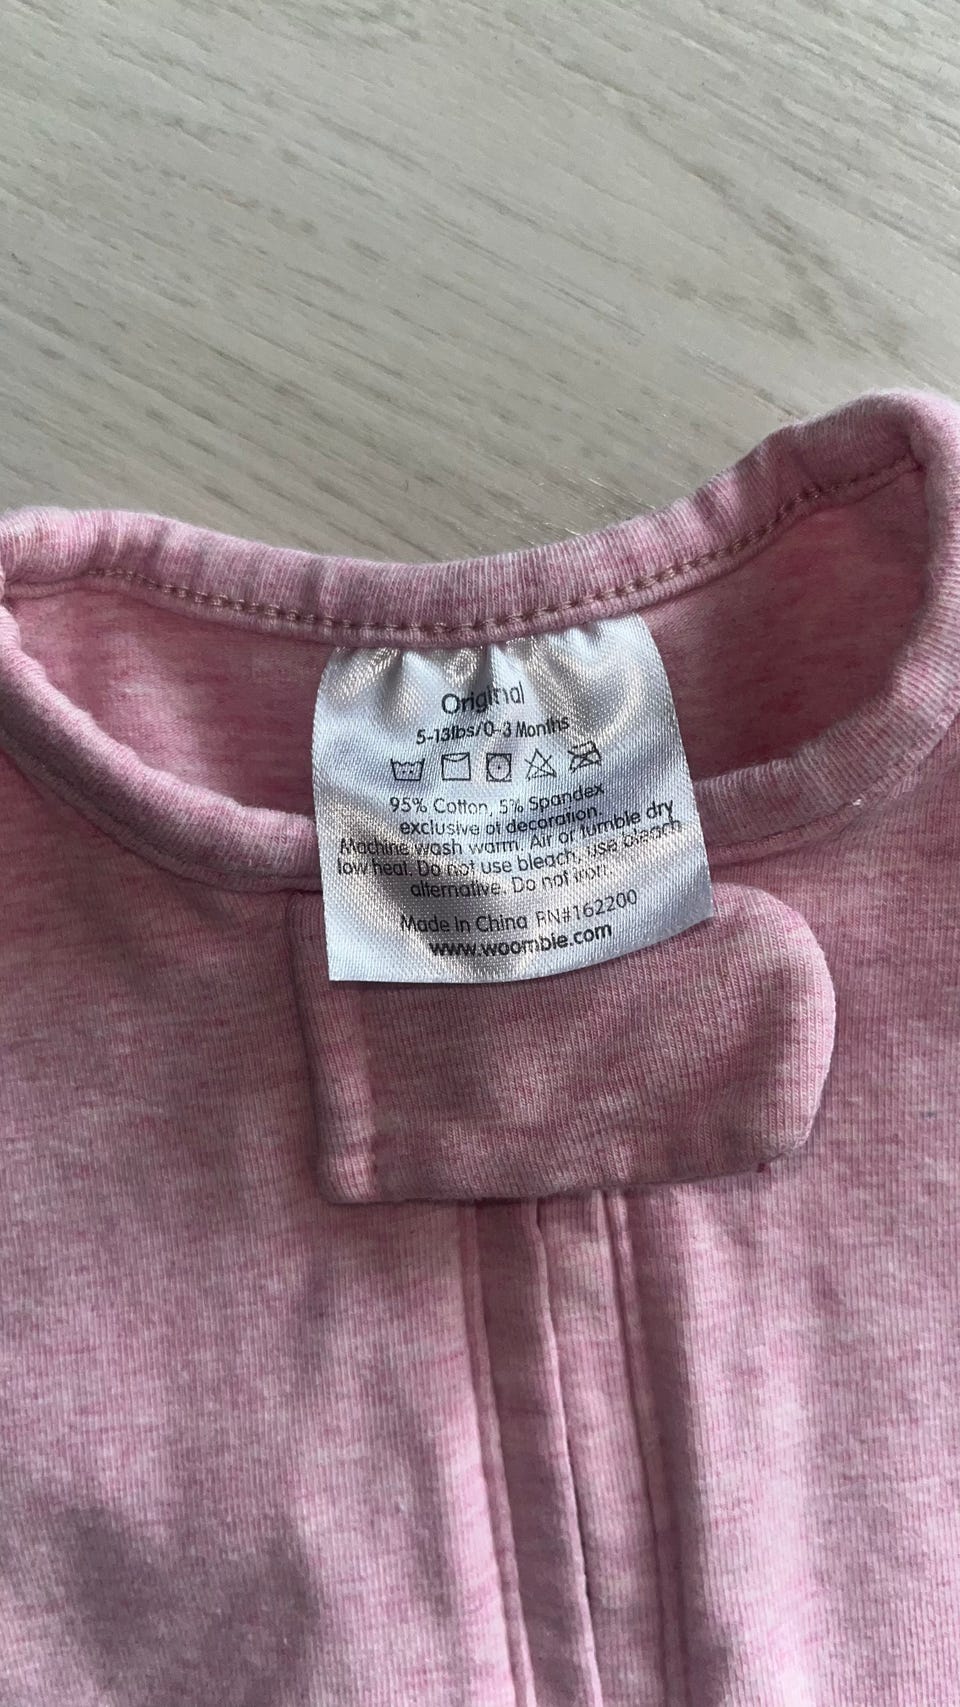 Original
5-13lbs/0-3 Months
95% Cotton, 5% Spandex
exclusive of decoration.
Machine wash warm. Air or tumble dry
low heat. Do not use bleach, use bleach
alternative. Do not iron.
Made In China RN#162200
www.woombie.com